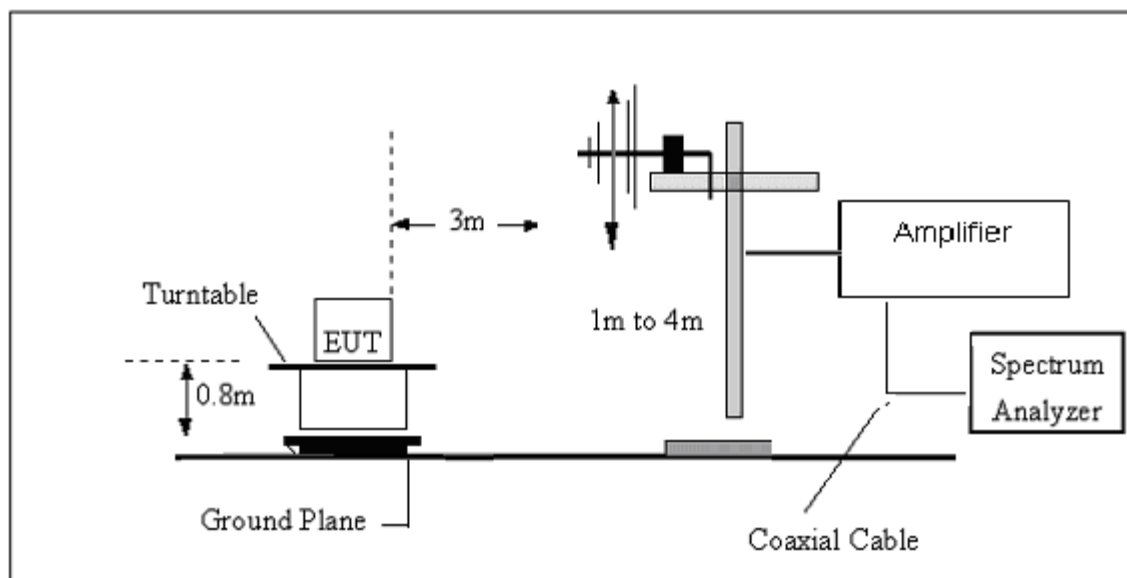 3m
Amplifier
Turntable
1m to 4m
EUT
0.8m
Spectrum
Analyzer
Ground Plane
Coaxial Cable